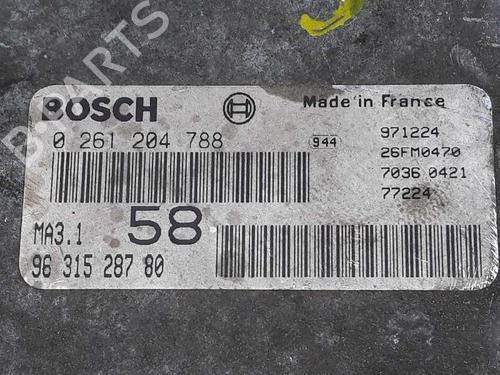 B-PARTS
BOSCH
Made in France
0 261 204 788
944
971224
26FM0470
7036 0421
77224
MA3.1
58
96 315 287 80